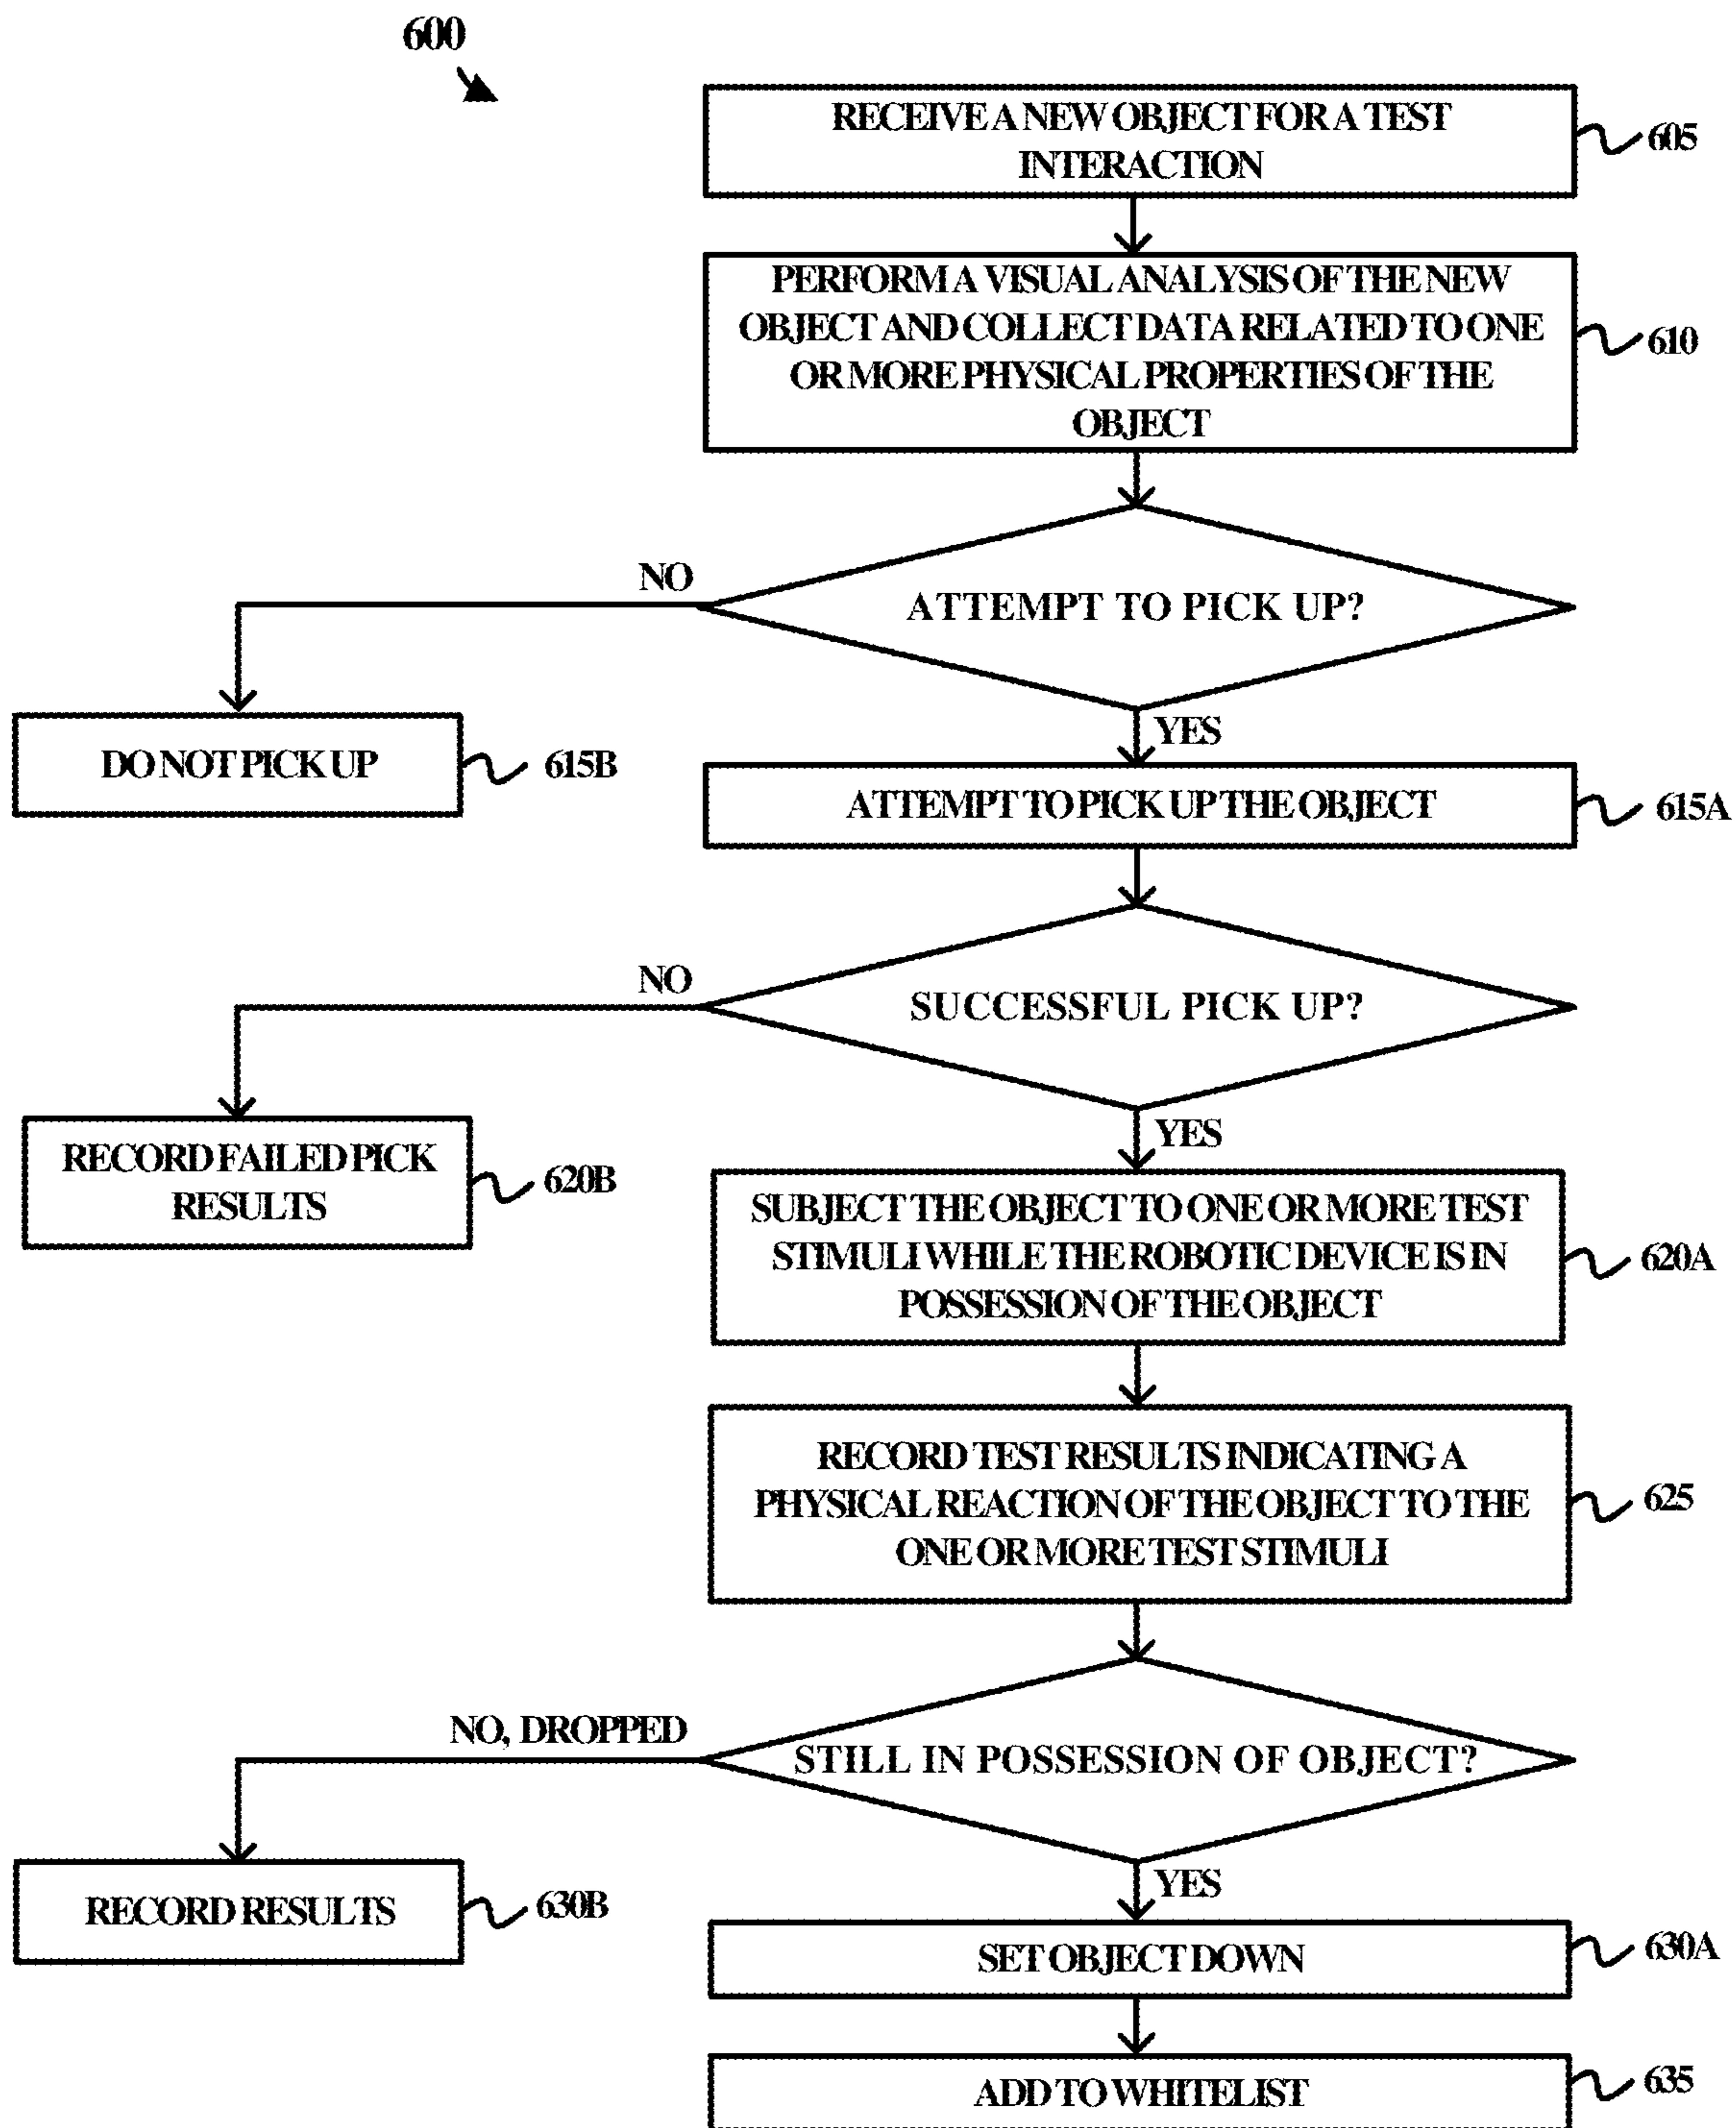 600
RECEIVE A NEW OBJECT FOR A TEST
INTERACTION
605
PERFORM A VISUAL ANALYSIS OF THE NEW
OBJECT AND COLLECT DATA RELATED TO ONE
OR MORE PHYSICAL PROPERTIES OF THE
OBJECT
610
NO
ATTEMPT TO PICK UP?
YES
DO NOT PICK UP
615B
ATTEMPT TO PICK UP THE OBJECT
615A
NO
SUCCESSFUL PICK UP?
YES
RECORD FAILED PICK
RESULTS
620B
SUBJECT THE OBJECT TO ONE OR MORE TEST
STIMULI WHILE THE ROBOTIC DEVICE IS IN
POSSESSION OF THE OBJECT
620A
RECORD TEST RESULTS INDICATING A
PHYSICAL REACTION OF THE OBJECT TO THE
ONE OR MORE TEST STIMULI
625
NO, DROPPED
STILL IN POSSESSION OF OBJECT?
YES
RECORD RESULTS
630B
SET OBJECT DOWN
630A
ADD TO WHITELIST
635